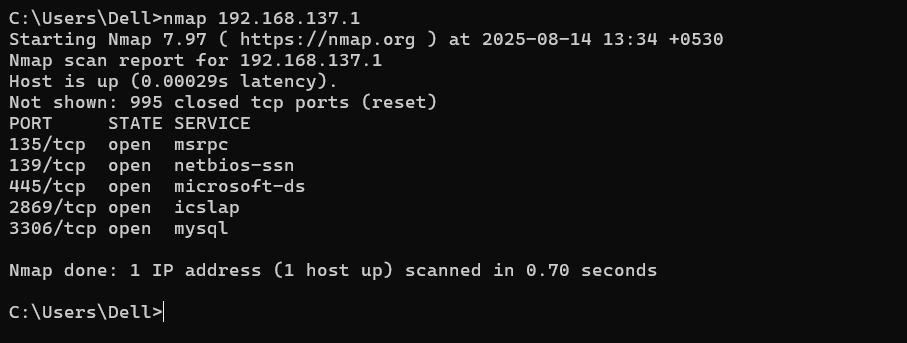 C:\Users\Dell>nmap 192.168.137.1
Starting Nmap 7.97 ( https://nmap.org ) at 2025-08-14 13:34 +0530
Nmap scan report for 192.168.137.1
Host is up (0.00029s latency).
Not shown: 995 closed tcp ports (reset)
PORT     STATE SERVICE
135/tcp  open  msrpc
139/tcp  open  netbios-ssn
445/tcp  open  microsoft-ds
2869/tcp open  icslap
3306/tcp open  mysql
Nmap done: 1 IP address (1 host up) scanned in 0.70 seconds
C:\Users\Dell>